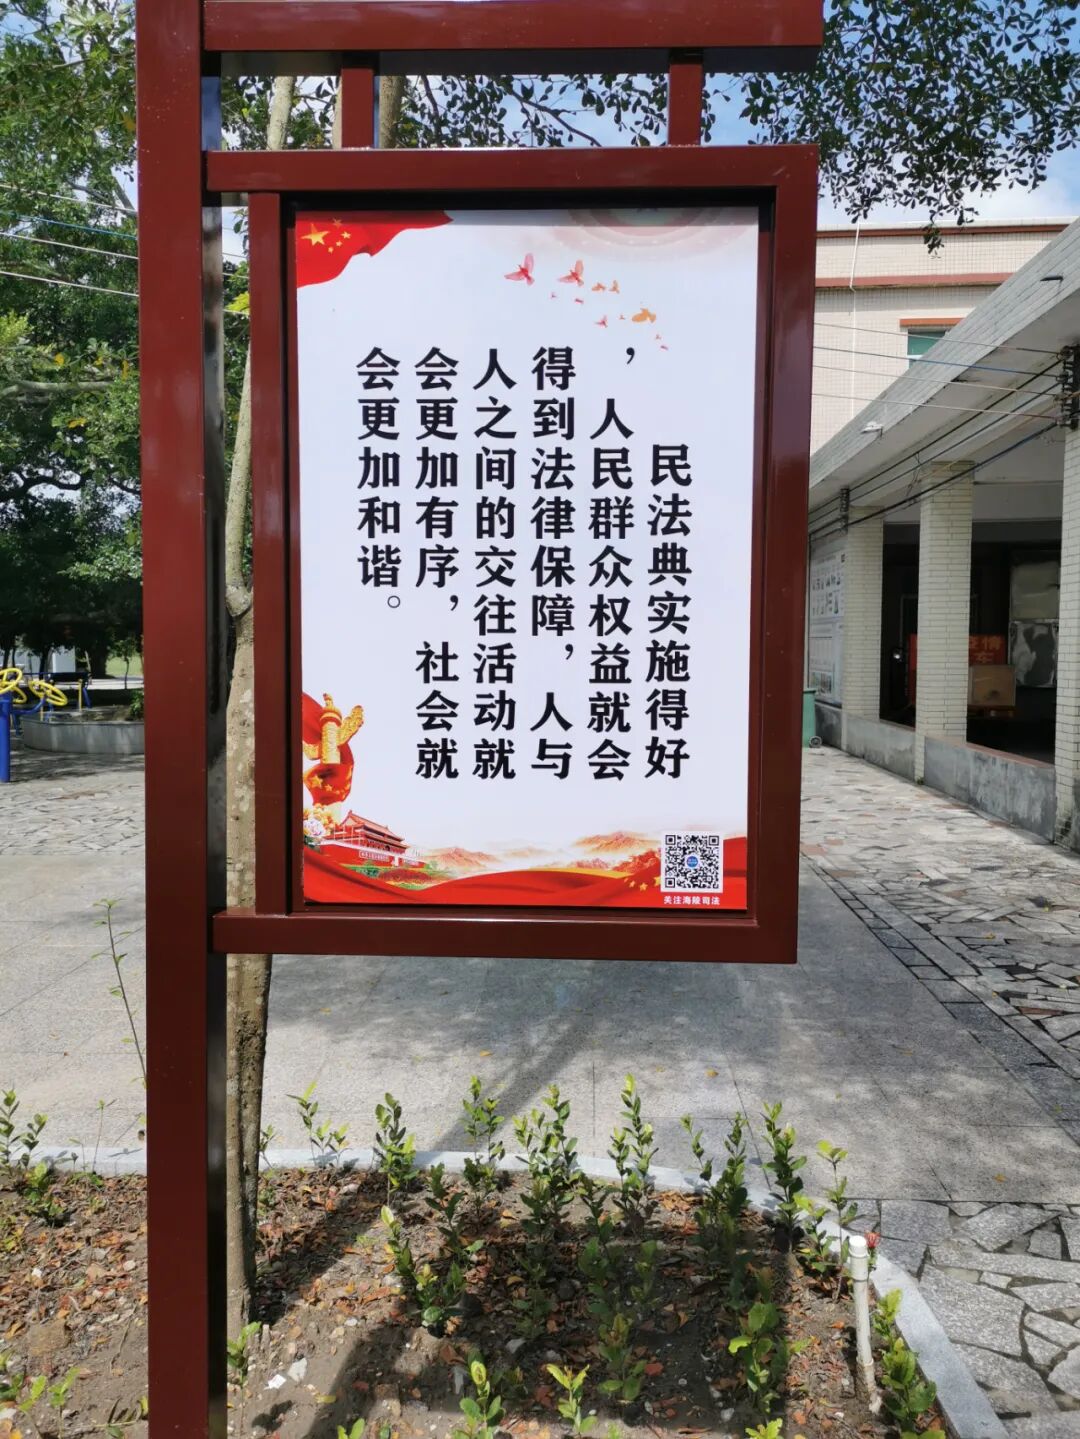 民法典实施得好
，人民群众权益就会
得到法律保障，人与
人之间的交往活动就
会更加有序，社会就
会更加和谐。
关注海陵司法